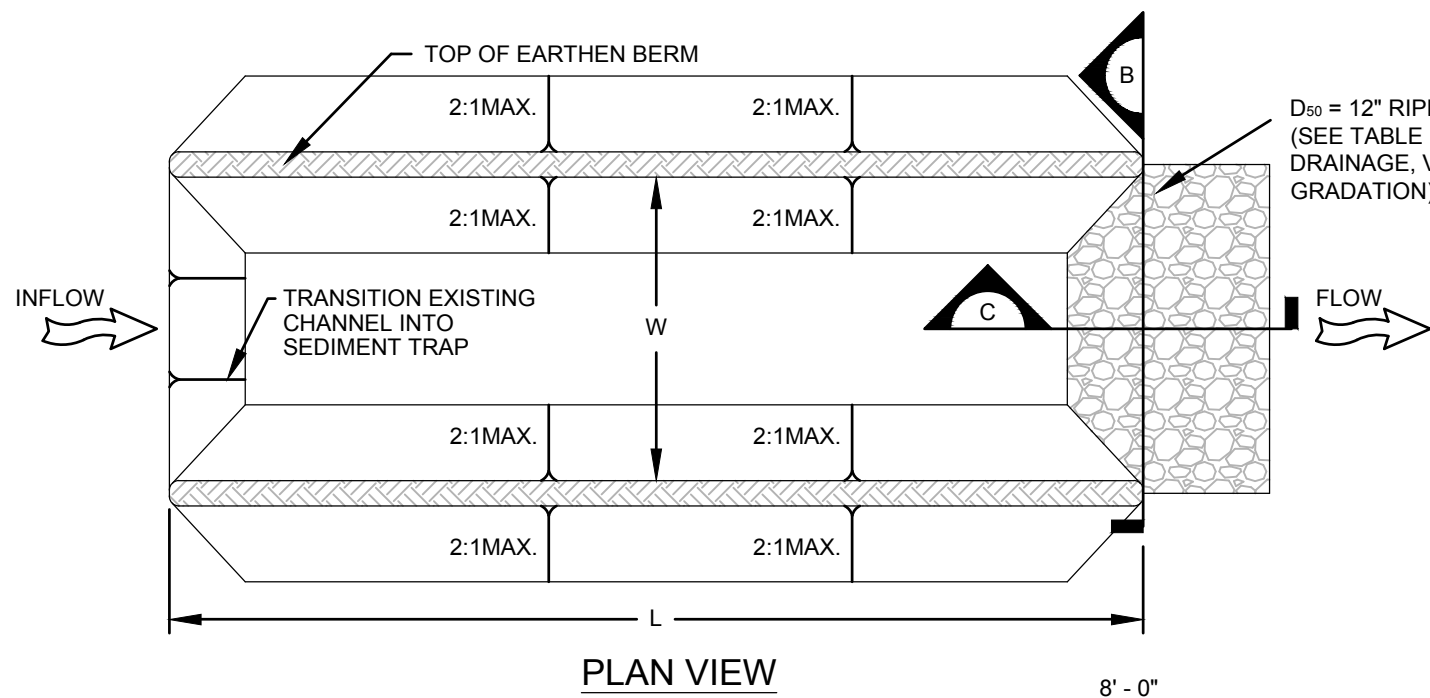 TOP OF EARTHEN BERM
B
2:1MAX.
2:1MAX.
D₅₀ = 12"
(SEE TABLE
DRAINAGE,
GRADATION)
2:1MAX.
2:1MAX.
INFLOW
TRANSITION EXISTING
CHANNEL INTO
SEDIMENT TRAP
W
C
FLOW
2:1MAX.
2:1MAX.
2:1MAX.
2:1MAX.
L
PLAN VIEW
8' - 0"